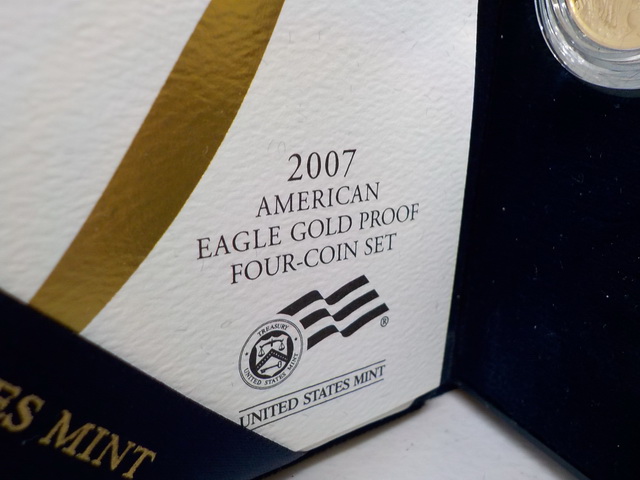 2007
AMERICAN
EAGLE GOLD PROOF
FOUR-COIN SET
®
TREASURY
UNITED STATES MINT
UNITED STATES MINT
ES MINT